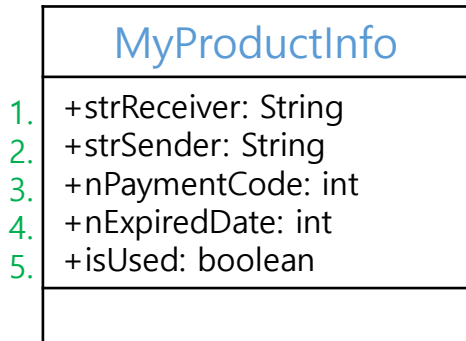 MyProductInfo
1. +strReceiver: String
2. +strSender: String
3. +nPaymentCode: int
4. +nExpiredDate: int
5. +isUsed: boolean